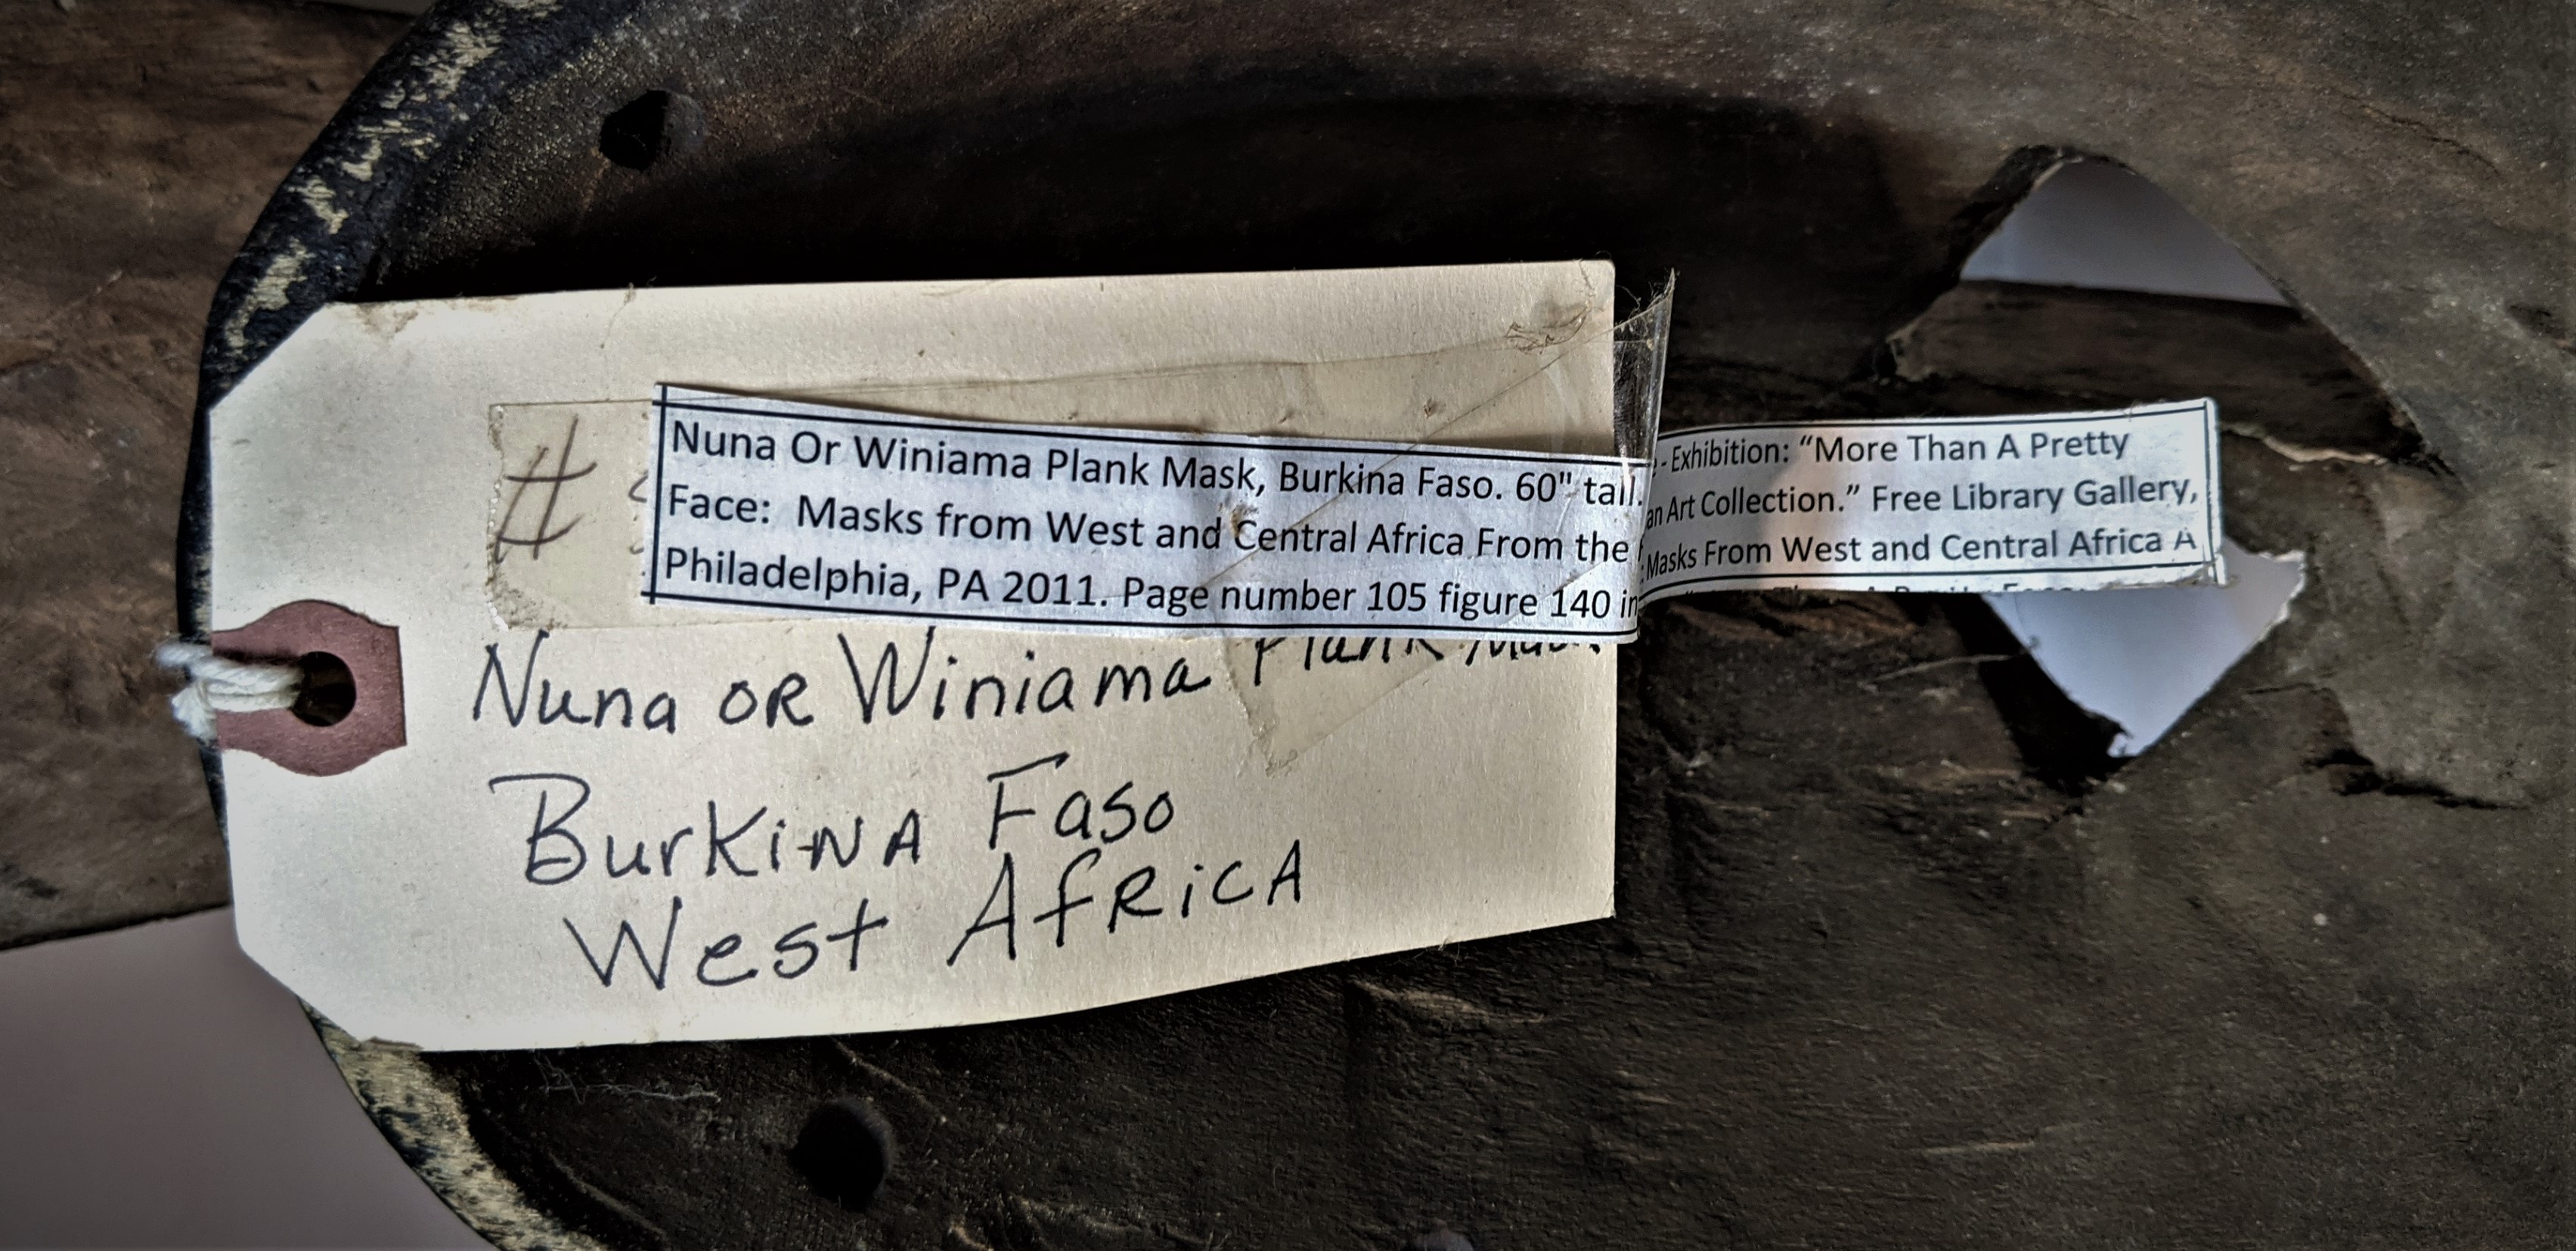 #
Nuna Or Winiama Plank Mask, Burkina Faso. 60" tall. - Exhibition: “More Than A Pretty
Face: Masks from West and Central Africa From the an Art Collection.” Free Library Gallery,
Philadelphia, PA 2011. Page number 105 figure 140 in Masks From West and Central Africa A
Nuna OR Winiama Plank Mask
Burkina Faso
West Africa